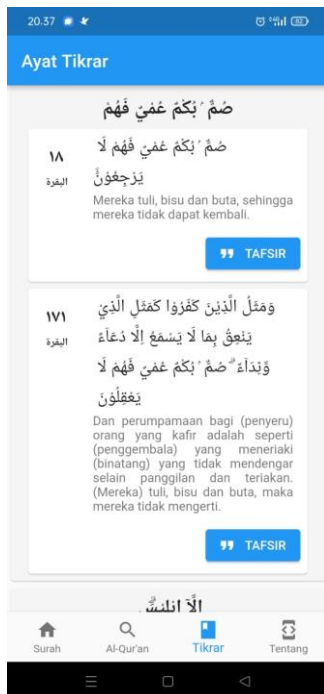 20.37
82
Ayat Tikrar
صُمٌّ ۢ بُكْمٌ عُمْيٌ فَهُمْ
١٨
البقرة
صُمٌّ ۢ بُكْمٌ عُمْيٌ فَهُمْ لَا
يَرْجِعُوْنَۙ
Mereka tuli, bisu dan buta, sehingga
mereka tidak dapat kembali.
TAFSIR
١٧١
البقرة
وَمَثَلُ الَّذِيْنَ كَفَرُوْا كَمَثَلِ الَّذِيْ
يَنْعِقُ بِمَا لَا يَسْمَعُ اِلَّا دُعَاۤءً
وَّنِدَاۤءً ۗ صُمٌّ ۢ بُكْمٌ عُمْيٌ فَهُمْ لَا
يَعْقِلُوْنَ
Dan perumpamaan bagi (penyeru)
orang yang kafir adalah seperti
(penggembala) yang meneriaki
(binatang) yang tidak mendengar
selain panggilan dan teriakan.
(Mereka) tuli, bisu dan buta, maka
mereka tidak mengerti.
TAFSIR
Surah
Al-Qur'an
Tikrar
Tentang